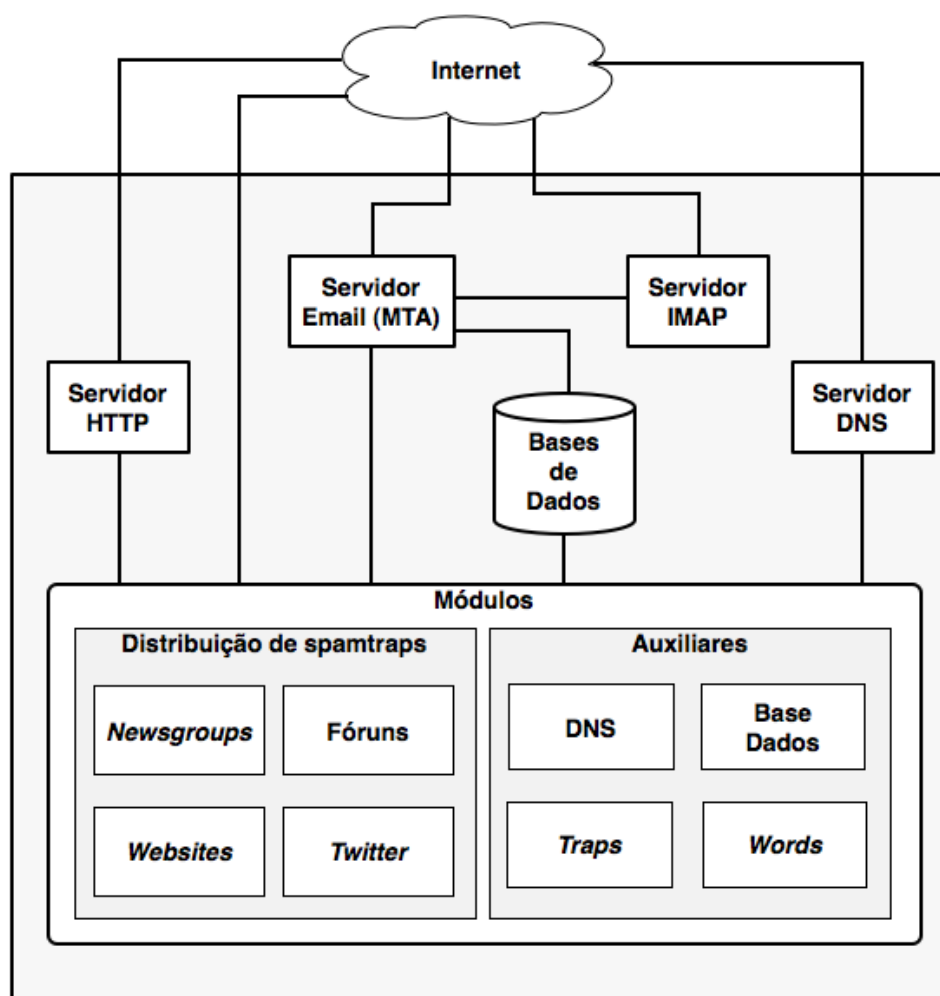 Internet
Servidor
Email (MTA)
Servidor
IMAP
Servidor
HTTP
Servidor
DNS
Bases
de
Dados
Módulos
Distribuição de spamtraps
Newsgroups
Fóruns
Websites
Twitter
Auxiliares
DNS
Base
Dados
Traps
Words